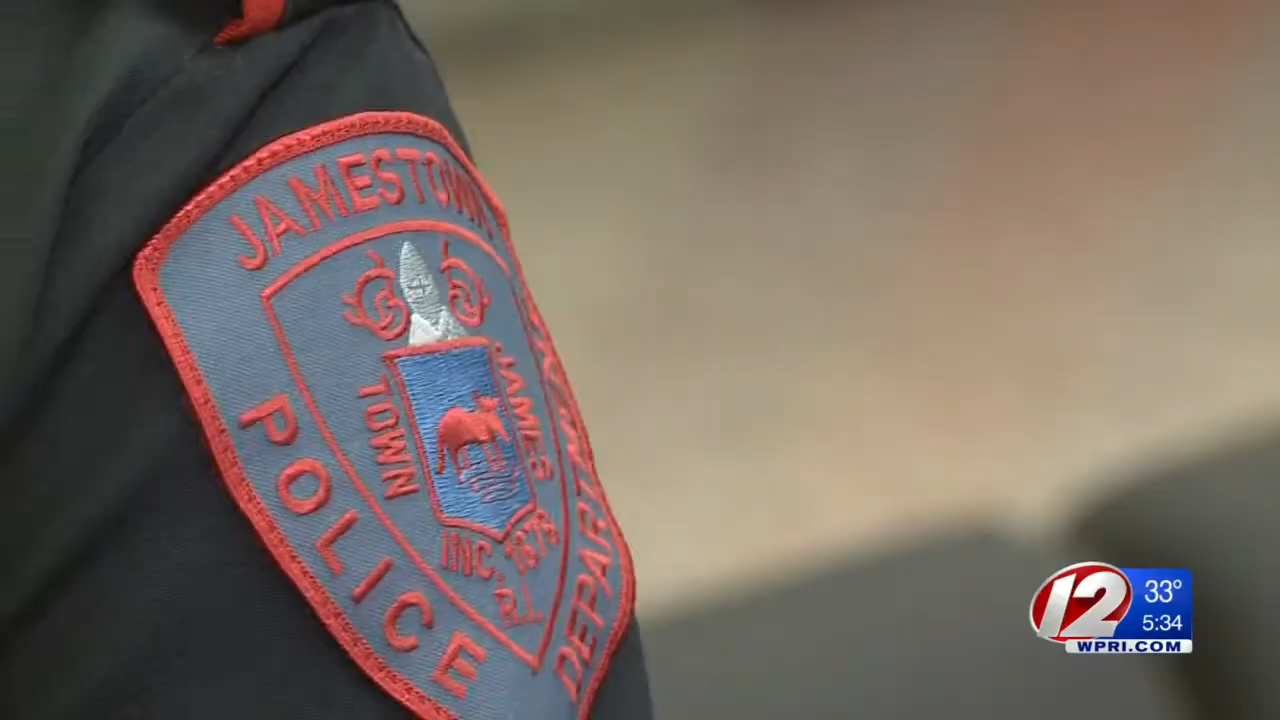 JAMESTOWN
POLICE
DEPARTMENT
TOWN
JAMES
INC. 1678
R.I.
12
33°
5:34
WPRI.COM